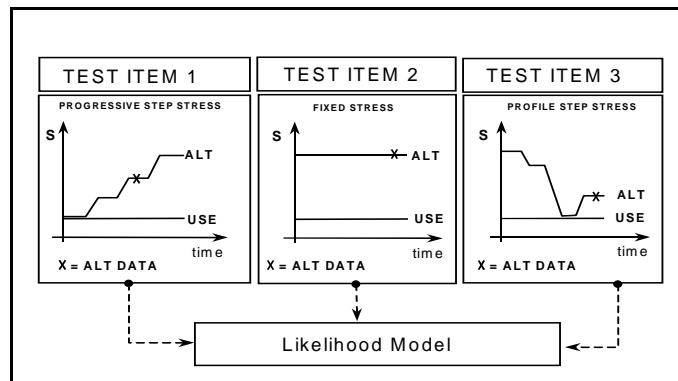 TEST ITEM 1
PROGRESSIVE STEP STRESS
S
ALT
X
USE
time
X = ALT DATA
TEST ITEM 2
FIXED STRESS
S
X
ALT
USE
time
X = ALT DATA
TEST ITEM 3
PROFILE STEP STRESS
S
X
ALT
USE
time
X = ALT DATA
Likelihood Model